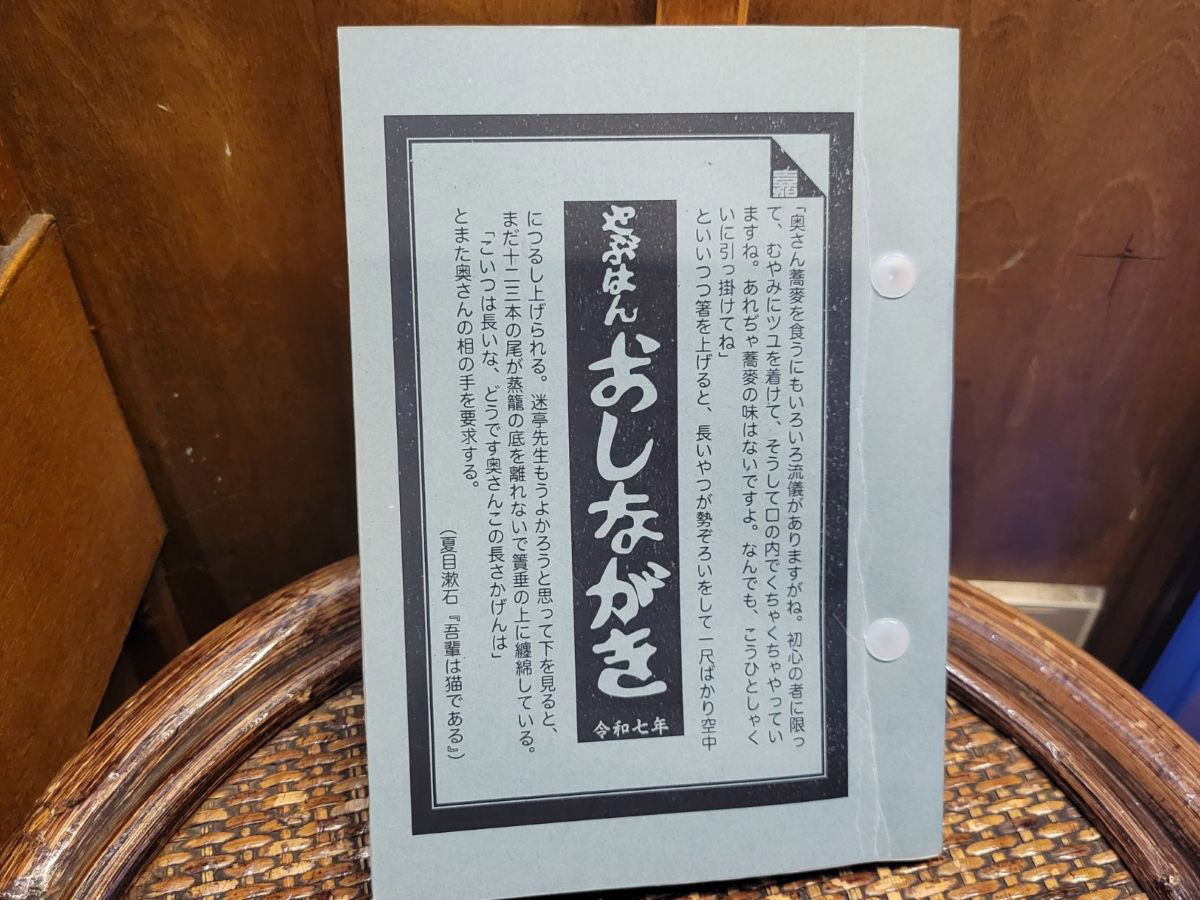 嘉
「奥さん蕎麥を食うにもいろいろ流儀がありますがね。初心の者に限っ
て、むやみにツユを着けて、そうして口の内でくちゃくちゃやってい
ますね。あれぢゃ蕎麥の味はないですよ。なんでも、こうひとしゃく
いに引っ掛けてね」
といいつつ箸を上げると、長いやつが勢ぞろいをして一尺ばかり空中
やぶはん おしながき 令和七年
につるし上げられる。迷亭先生もうよかろうと思って下を見ると、
まだ十二三本の尾が蒸籠の底を離れないで簀垂の上に纏綿している。
「こいつは長いな、どうです奥さんこの長さかげんは」
とまた奥さんの相の手を要求する。
(夏目漱石『吾輩は猫である』)